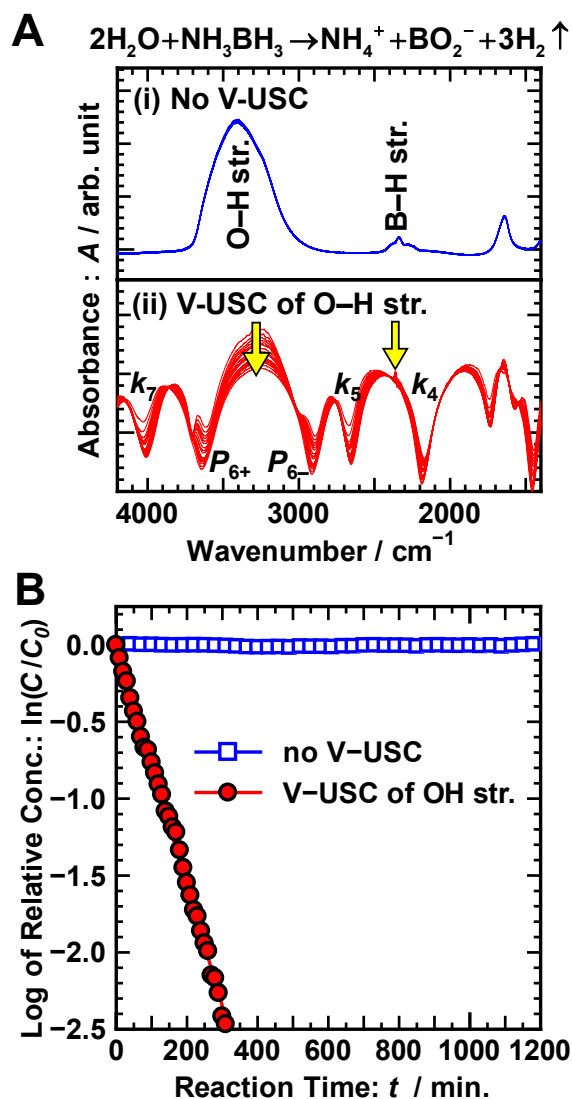 A
2H₂O+NH₃BH₃→NH₄⁺+BO₂⁻+3H₂↑
(i) No V-USC
O–H str.
B–H str.
(ii) V-USC of O–H str.
k₇
P₆₊
P₆₋
k₅
k₄
Absorbance : A / arb. unit
4000
3000
2000
Wavenumber / cm⁻¹
B
0.0
−0.5
−1.0
−1.5
−2.0
−2.5
no V−USC
V−USC of OH str.
Log of Relative Conc.: ln(C/C₀)
0 200 400 600 800 1000 1200
Reaction Time: t / min.